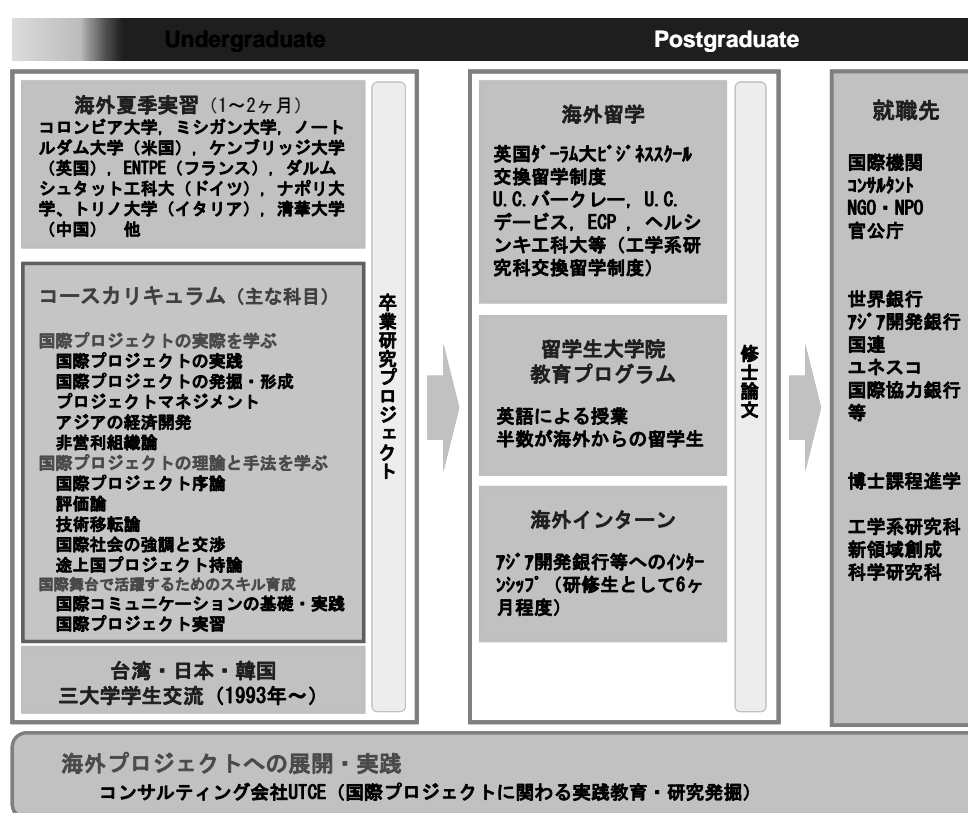 Undergraduate
Postgraduate
海外夏季実習（1～2ヶ月）
コロンビア大学，ミシガン大学，ノート
ルダム大学（米国），ケンブリッジ大学
（英国），ENTPE（フランス），ダルム
シュタット工科大（ドイツ），ナポリ大
学、トリノ大学（イタリア），清華大学
（中国）　他
コースカリキュラム（主な科目）
国際プロジェクトの実際を学ぶ
国際プロジェクトの実践
国際プロジェクトの発掘・形成
プロジェクトマネジメント
アジアの経済開発
非営利組織論
国際プロジェクトの理論と手法を学ぶ
国際プロジェクト序論
評価論
技術移転論
国際社会の強調と交渉
途上国プロジェクト持論
国際舞台で活躍するためのスキル育成
国際コミュニケーションの基礎・実践
国際プロジェクト実習
台湾・日本・韓国
三大学学生交流（1993年～）
卒業研究プロジェクト
海外留学
英国ﾀﾞｰﾗﾑ大ﾋﾞｼﾞﾈｽｽｸｰﾙ
交換留学制度
U.C.バークレー，U.C.
デービス，ECP，ヘルシ
ンキ工科大等（工学系研
究科交換留学制度）
留学生大学院
教育プログラム
英語による授業
半数が海外からの留学生
海外インターン
ｱｼﾞｱ開発銀行等へのｲﾝﾀｰ
ﾝｼｯﾌﾟ（研修生として6ヶ
月程度）
修士論文
就職先
国際機関
ｺﾝｻﾙﾀﾝﾄ
NGO・NPO
官公庁
世界銀行
ｱｼﾞｱ開発銀行
国連
ユネスコ
国際協力銀行
等
博士課程進学
工学系研究科
新領域創成
科学研究科
海外プロジェクトへの展開・実践
コンサルティング会社UTCE（国際プロジェクトに関わる実践教育・研究発掘）